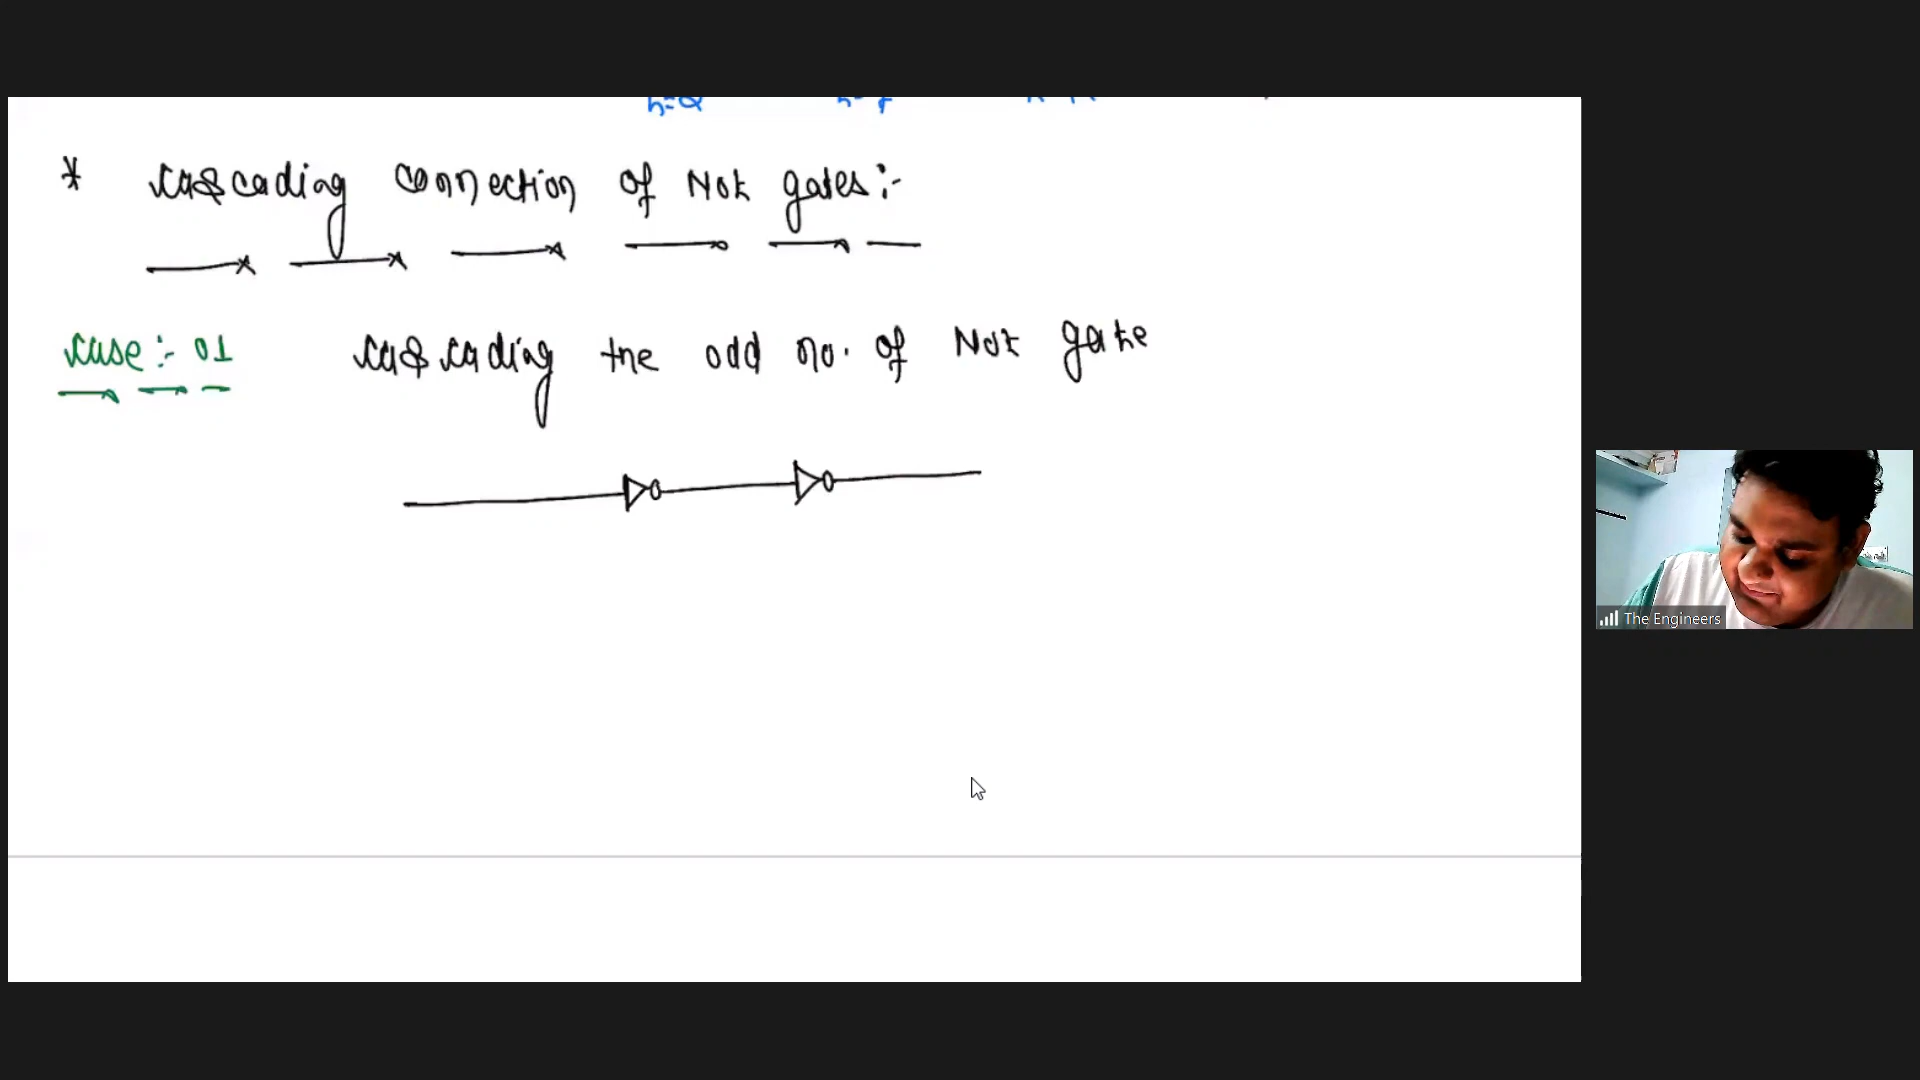 * Cascading connection of Not gates:-
Case:- 01 Cascading the odd no. of Not gate
The Engineers